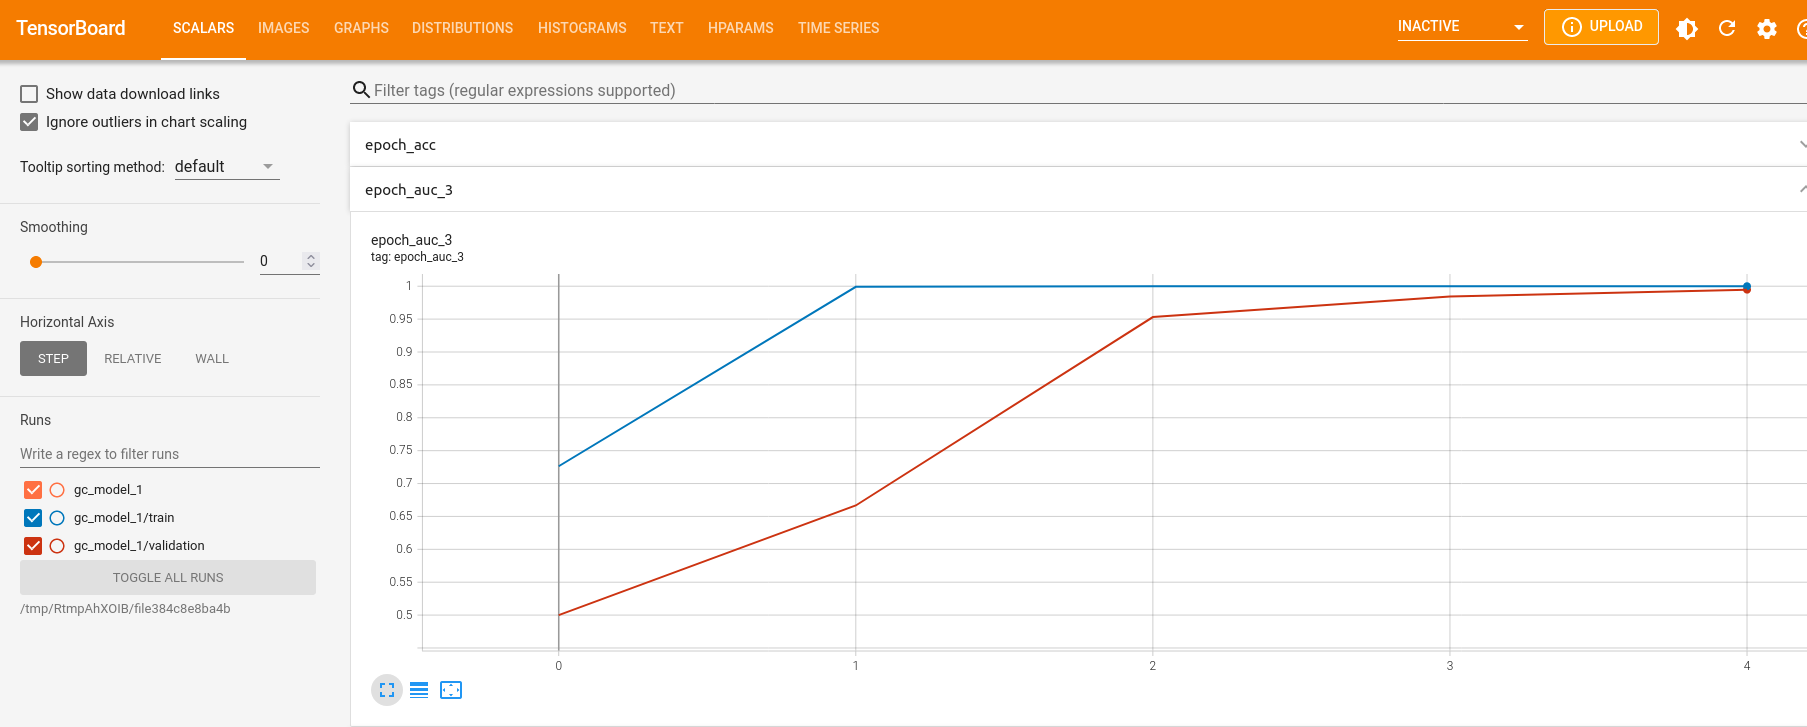 TensorBoard SCALARS IMAGES GRAPHS DISTRIBUTIONS HISTOGRAMS TEXT HPARAMS TIME SERIES INACTIVE UPLOAD
Show data download links
Ignore outliers in chart scaling
Tooltip sorting method: default
Smoothing
0
Horizontal Axis
STEP RELATIVE WALL
Runs
Write a regex to filter runs
gc_model_1
gc_model_1/train
gc_model_1/validation
TOGGLE ALL RUNS
/tmp/RtmpAhXOIB/file384c8e8ba4b
Filter tags (regular expressions supported)
epoch_acc
epoch_auc_3
epoch_auc_3
tag: epoch_auc_3
1
0.95
0.9
0.85
0.8
0.75
0.7
0.65
0.6
0.55
0.5
0 1 2 3 4